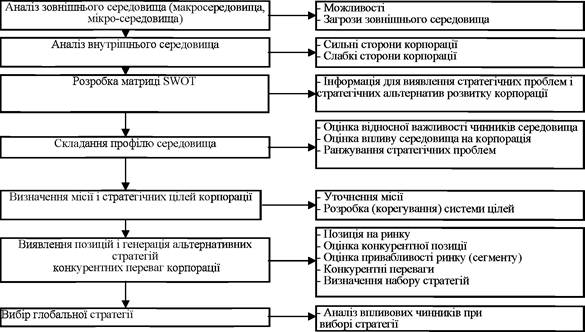 Аналіз зовнішнього середовища (макросередовища,
мікро-середовища)
- Можливості
- Загрози зовнішнього середовища
Аналіз внутрішнього середовища
- Сильні сторони корпорації
- Слабкі сторони корпорації
Розробка матриці SWOT
- Інформація для виявлення стратегічних проблем і
стратегічних альтернатив розвитку корпорації
Складання профілю середовища
- Оцінка відносної важливості чинників середовища
- Оцінка впливу середовища на корпорація
- Ранжування стратегічних проблем
Визначення місії і стратегічних цілей корпорації
- Уточнення місії
- Розробка (корегування) системи цілей
Виявлення позицій і генерація альтернативних
стратегій
конкурентних переваг корпорації
- Позиція на ринку
- Оцінка конкурентної позиції
- Оцінка привабливості ринку (сегменту)
- Конкурентні переваги
- Визначення набору стратегій
Вибір глобальної стратегії
- Аналіз впливових чинників при
виборі стратегії